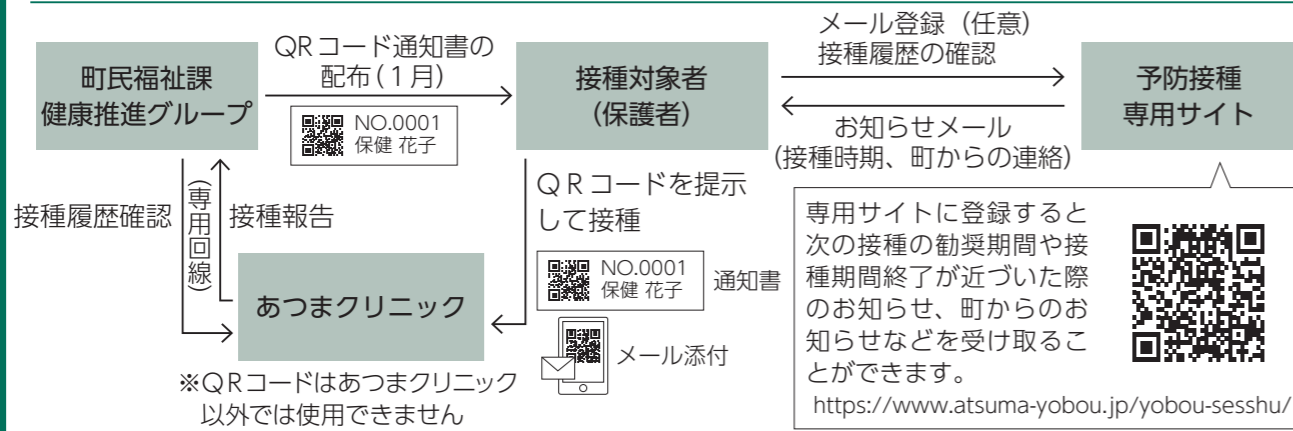 町民福祉課
健康推進グループ
QRコード通知書の
配布(1月)
NO.0001
保健 花子
接種対象者
(保護者)
メール登録(任意)
接種履歴の確認
お知らせメール
(接種時期、町からの連絡)
予防接種
専用サイト
接種履歴確認
(専用回線)
接種報告
あつまクリニック
※QRコードはあつまクリニック
以外では使用できません
QRコードを提示
して接種
NO.0001
保健 花子
通知書
メール添付
専用サイトに登録すると
次の接種の勧奨期間や接
種期間終了が近づいた際
のお知らせ、町からのお
知らせなどを受け取るこ
とができます。
https://www.atsuma-yobou.jp/yobou-sesshu/